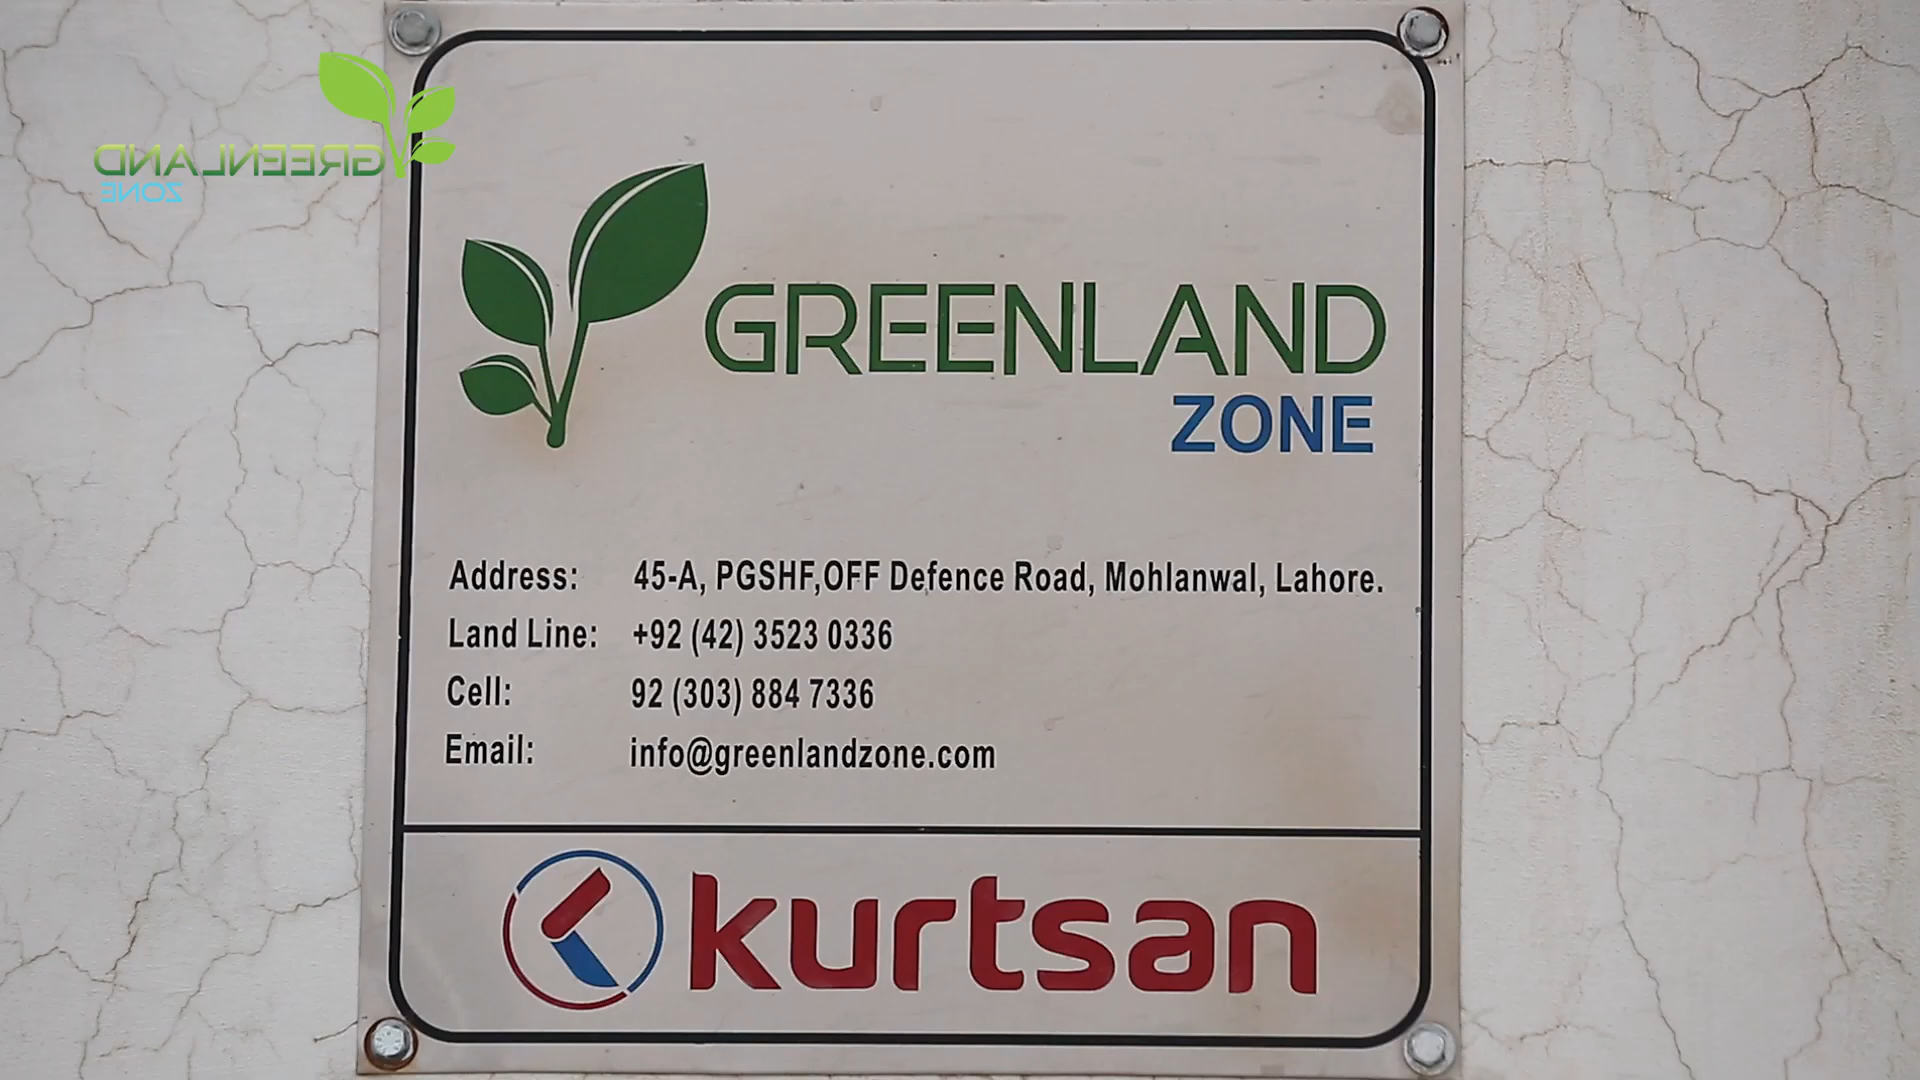 GREENLAND
ZONE
GREENLAND
ZONE
Address: 45-A, PGSHF,OFF Defence Road, Mohlanwal, Lahore.
Land Line: +92 (42) 3523 0336
Cell: 92 (303) 884 7336
Email: info@greenlandzone.com
kurtsan